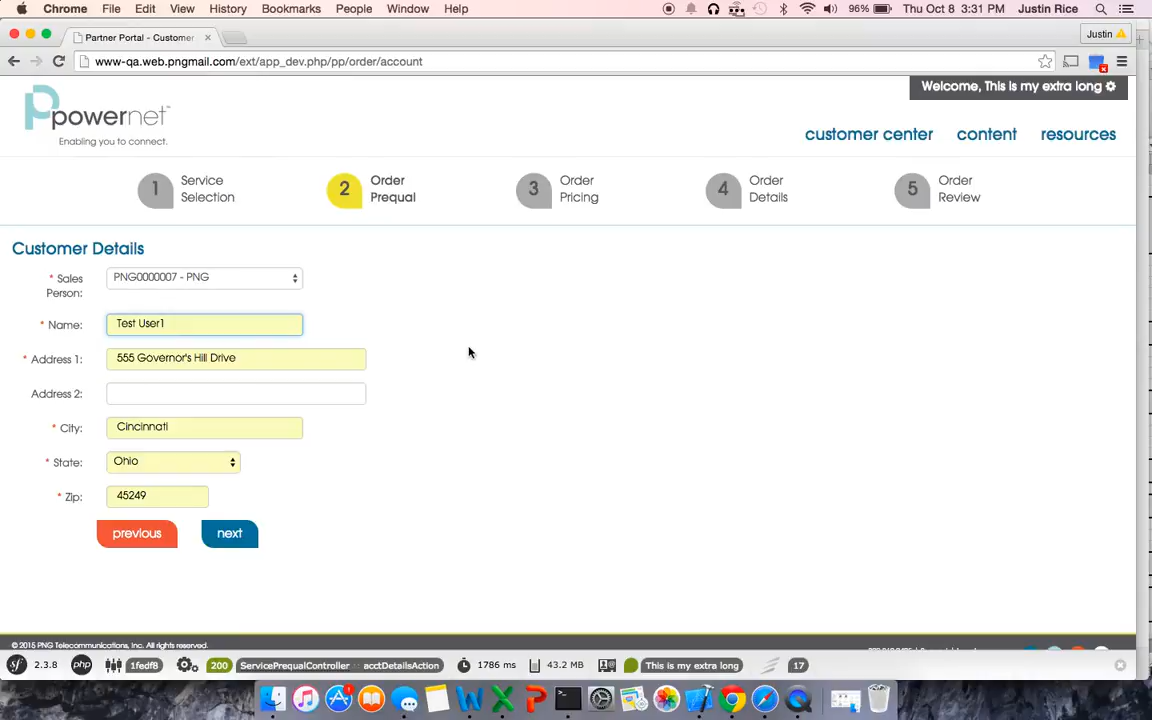 Chrome File Edit View History Bookmarks People Window Help 96% Thu Oct 8 3:31 PM Justin Rice
Partner Portal - Customer
Justin
www-qa.web.pngmail.com/ext/app_dev.php/pp/order/account
Welcome, This is my extra long
powernet™
Enabling you to connect.
customer center content resources
1 Service Selection
2 Order Prequal
3 Order Pricing
4 Order Details
5 Order Review
Customer Details
* Sales Person: PNG0000007 - PNG
* Name: Test User1
* Address 1: 555 Governor's Hill Drive
Address 2:
* City: Cincinnati
* State: Ohio
* Zip: 45249
previous next
© 2015 PNG Telecommunications, Inc. All rights reserved.
sf 2.3.8 php 1fedf8 200 ServicePrequalController :: acctDetailsAction 1786 ms 43.2 MB This is my extra long 17